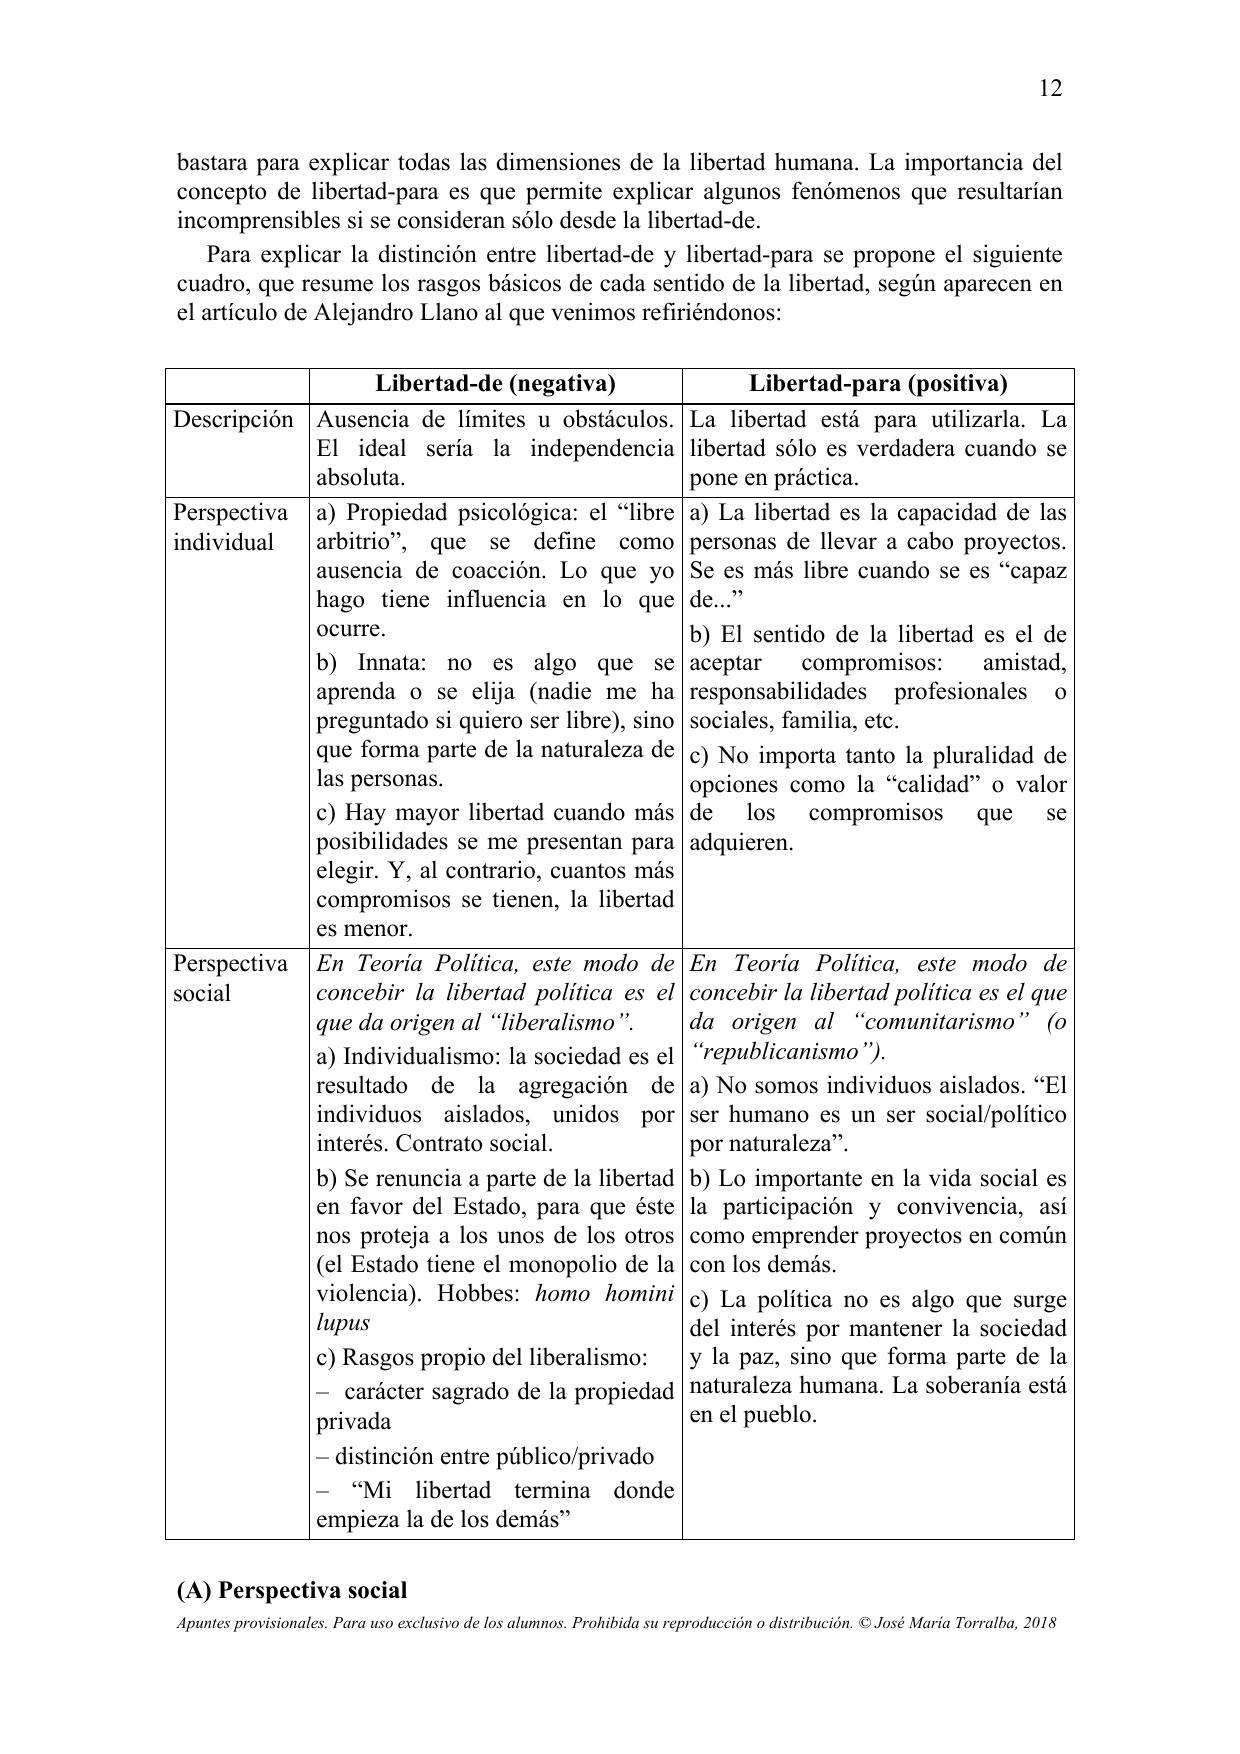 12
bastara para explicar todas las dimensiones de la libertad humana. La importancia del
concepto de libertad-para es que permite explicar algunos fenómenos que resultarían
incomprensibles si se consideran sólo desde la libertad-de.
Para explicar la distinción entre libertad-de y libertad-para se propone el siguiente
cuadro, que resume los rasgos básicos de cada sentido de la libertad, según aparecen en
el artículo de Alejandro Llano al que venimos refiriéndonos:
Libertad-de (negativa)
Libertad-para (positiva)
Descripción
Ausencia de límites u obstáculos.
El ideal sería la independencia
absoluta.
La libertad está para utilizarla. La
libertad sólo es verdadera cuando se
pone en práctica.
Perspectiva
individual
a) Propiedad psicológica: el “libre
arbitrio”, que se define como
ausencia de coacción. Lo que yo
hago tiene influencia en lo que
ocurre.
b) Innata: no es algo que se
aprenda o se elija (nadie me ha
preguntado si quiero ser libre), sino
que forma parte de la naturaleza de
las personas.
c) Hay mayor libertad cuando más
posibilidades se me presentan para
elegir. Y, al contrario, cuantos más
compromisos se tienen, la libertad
es menor.
a) La libertad es la capacidad de las
personas de llevar a cabo proyectos.
Se es más libre cuando se es “capaz
de...”
b) El sentido de la libertad es el de
aceptar compromisos: amistad,
responsabilidades profesionales o
sociales, familia, etc.
c) No importa tanto la pluralidad de
opciones como la “calidad” o valor
de los compromisos que se
adquieren.
Perspectiva
social
En Teoría Política, este modo de
concebir la libertad política es el
que da origen al “liberalismo”.
a) Individualismo: la sociedad es el
resultado de la agregación de
individuos aislados, unidos por
interés. Contrato social.
b) Se renuncia a parte de la libertad
en favor del Estado, para que éste
nos proteja a los unos de los otros
(el Estado tiene el monopolio de la
violencia). Hobbes: homo homini
lupus
c) Rasgos propio del liberalismo:
– carácter sagrado de la propiedad
privada
– distinción entre público/privado
– “Mi libertad termina donde
empieza la de los demás”
En Teoría Política, este modo de
concebir la libertad política es el que
da origen al “comunitarismo” (o
“republicanismo”).
a) No somos individuos aislados. “El
ser humano es un ser social/político
por naturaleza”.
b) Lo importante en la vida social es
la participación y convivencia, así
como emprender proyectos en común
con los demás.
c) La política no es algo que surge
del interés por mantener la sociedad
y la paz, sino que forma parte de la
naturaleza humana. La soberanía está
en el pueblo.
(A) Perspectiva social
Apuntes provisionales. Para uso exclusivo de los alumnos. Prohibida su reproducción o distribución. © José María Torralba, 2018